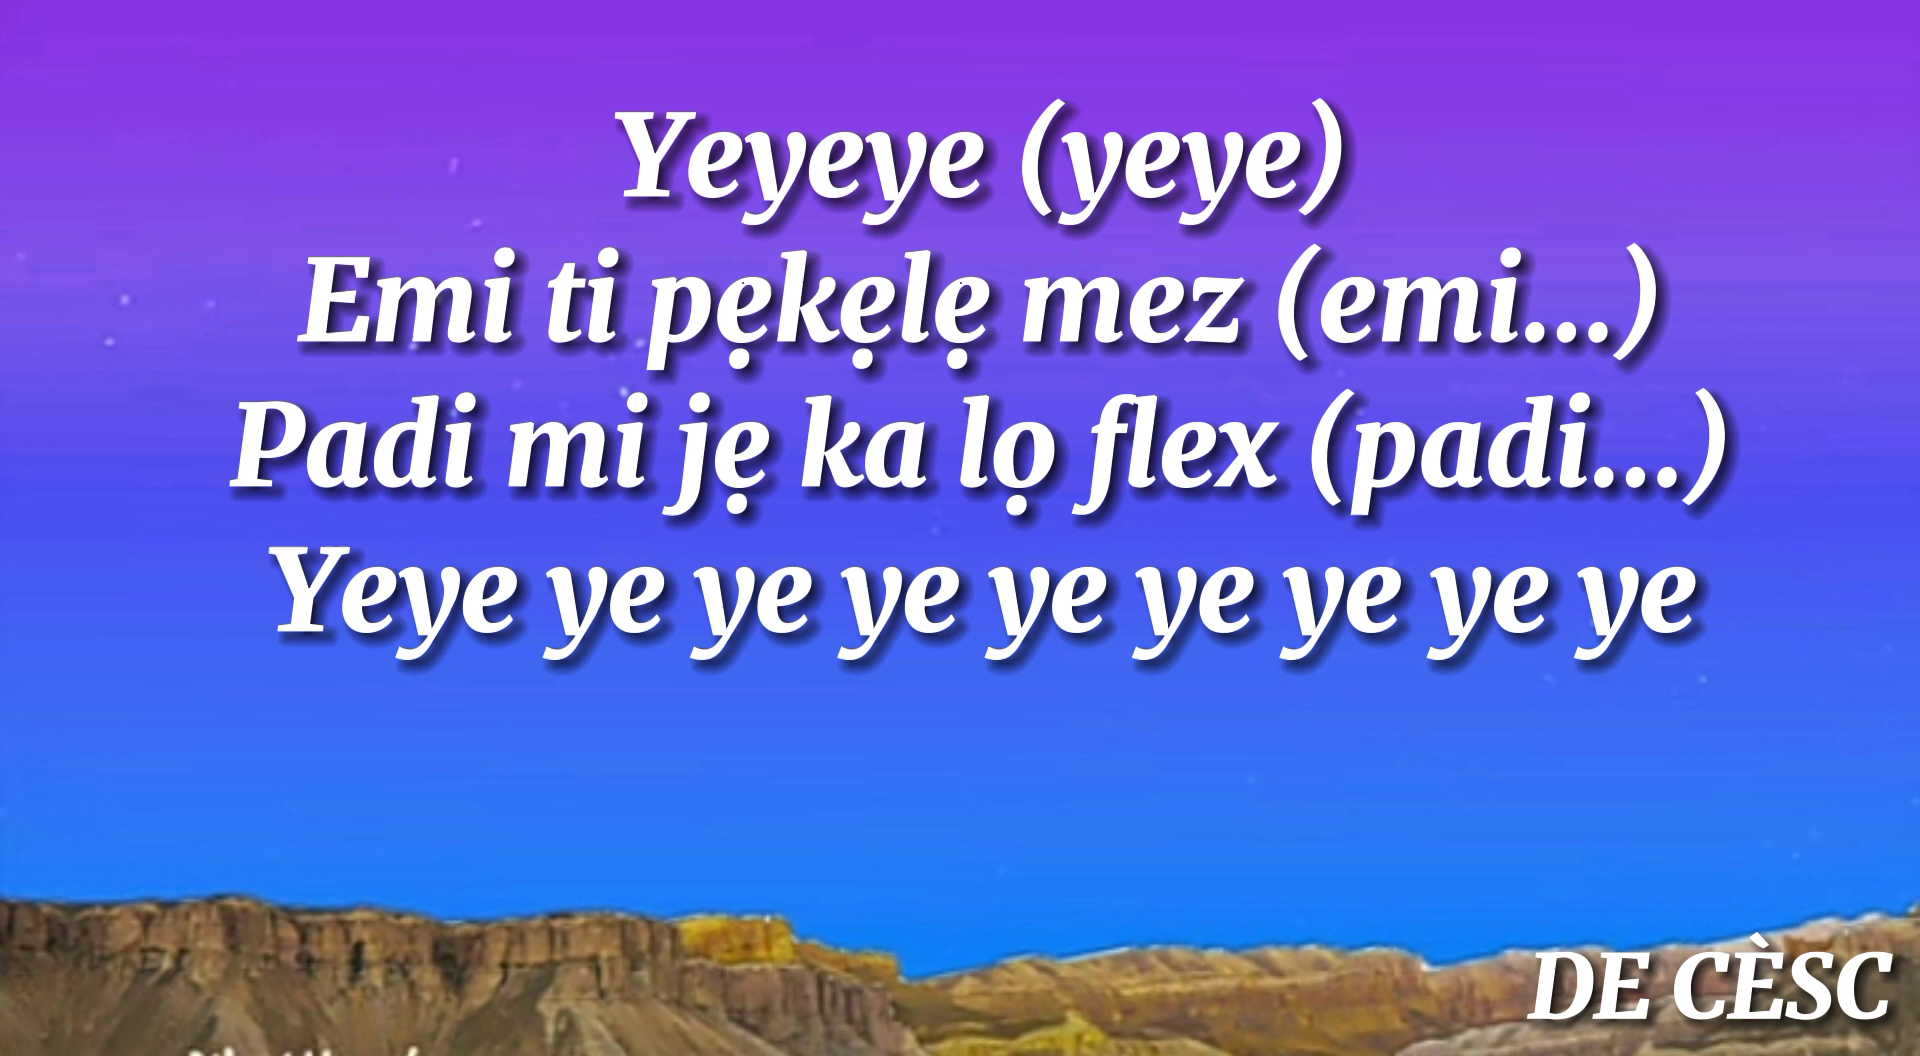 Yeyeye (yeye)
Emi ti pẹkẹlẹ mez (emi...)
Padi mi jẹ ka lọ flex (padi...)
Yeye ye ye ye ye ye ye ye ye
DE CÈSC